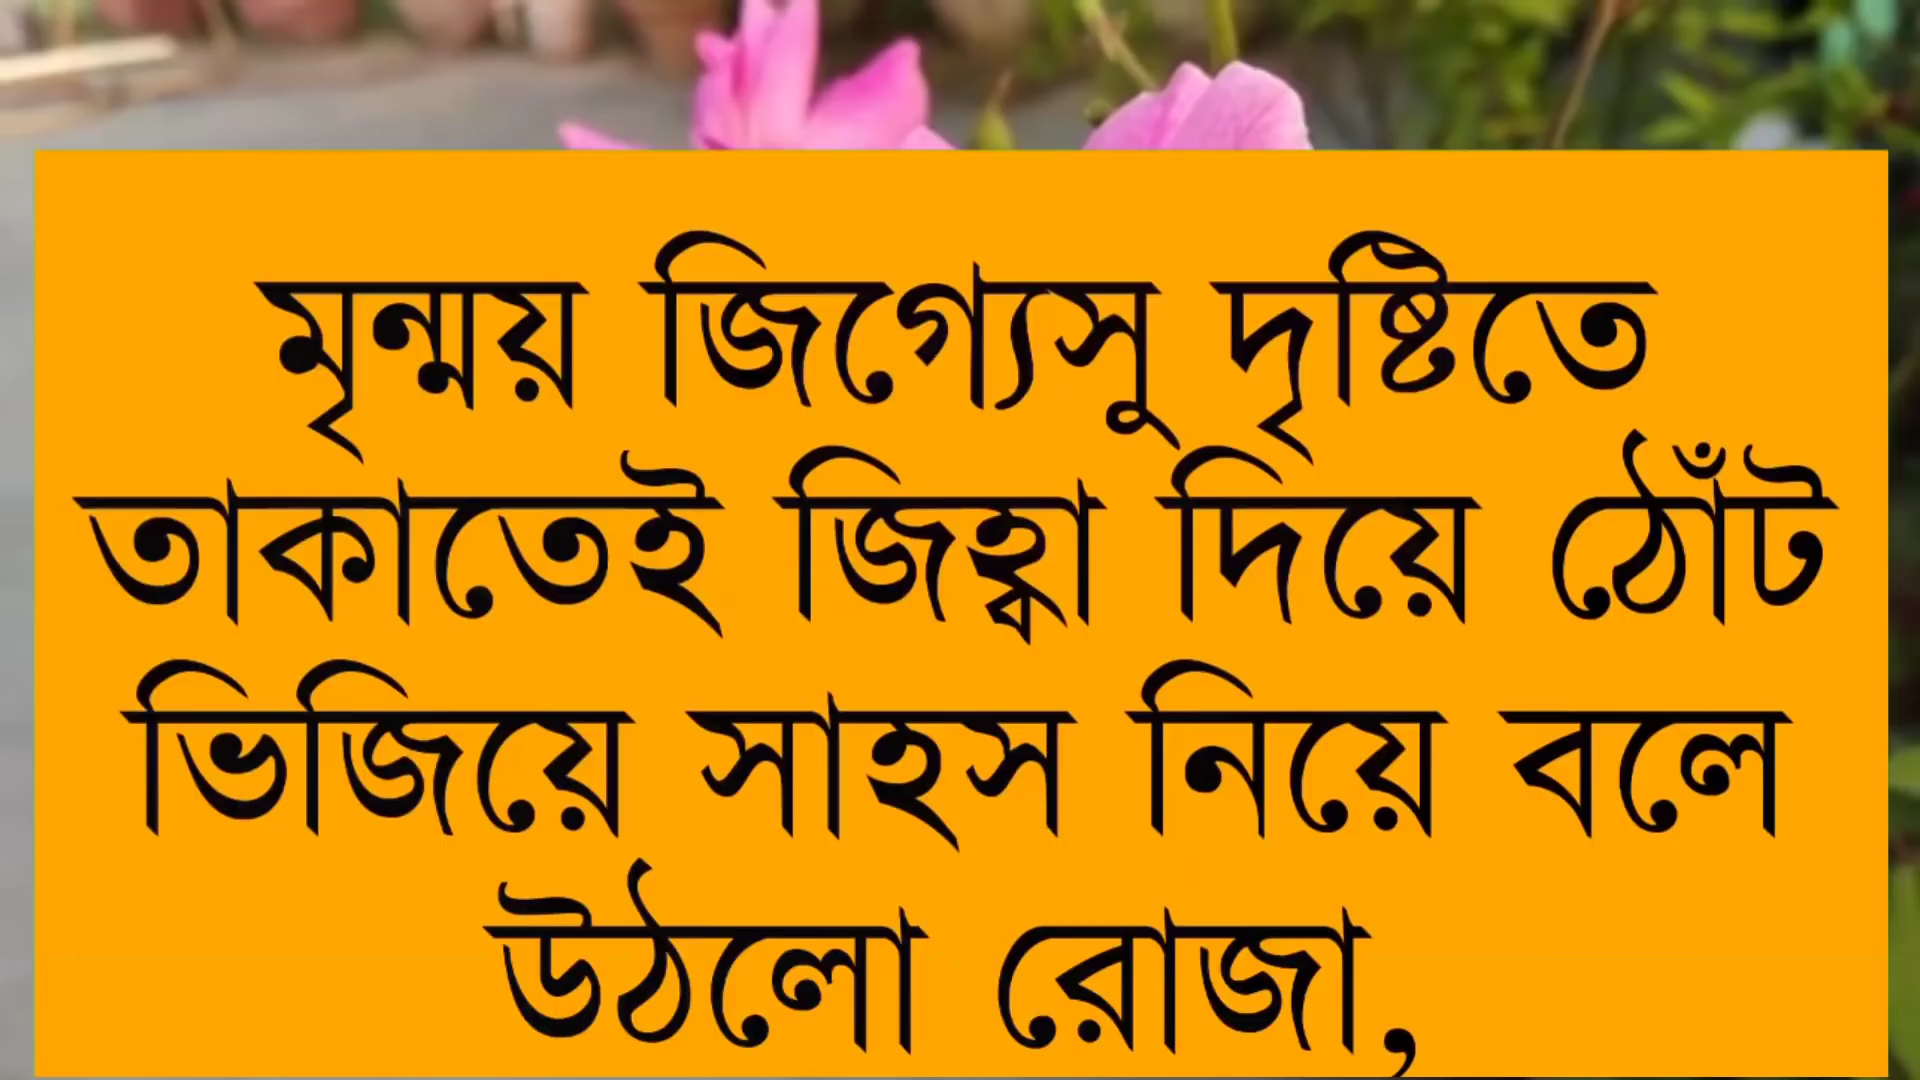 মৃন্ময় জিগ্যেসু দৃষ্টিতে
তাকাতেই জিহ্বা দিয়ে ঠোঁট
ভিজিয়ে সাহস নিয়ে বলে
উঠলো রোজা,